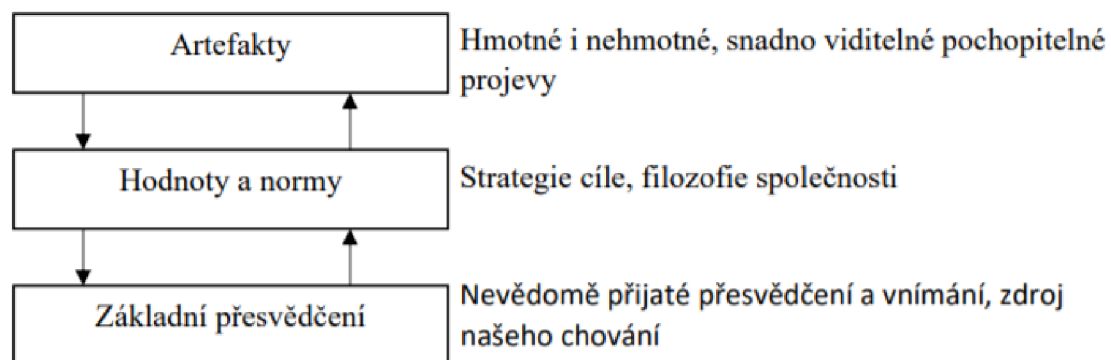 Artefakty
Hmotné i nehmotné, snadno viditelné pochopitelné
projevy
Hodnoty a normy
Strategie cíle, filozofie společnosti
Základní přesvědčení
Nevědomě přijaté přesvědčení a vnímání, zdroj
našeho chování